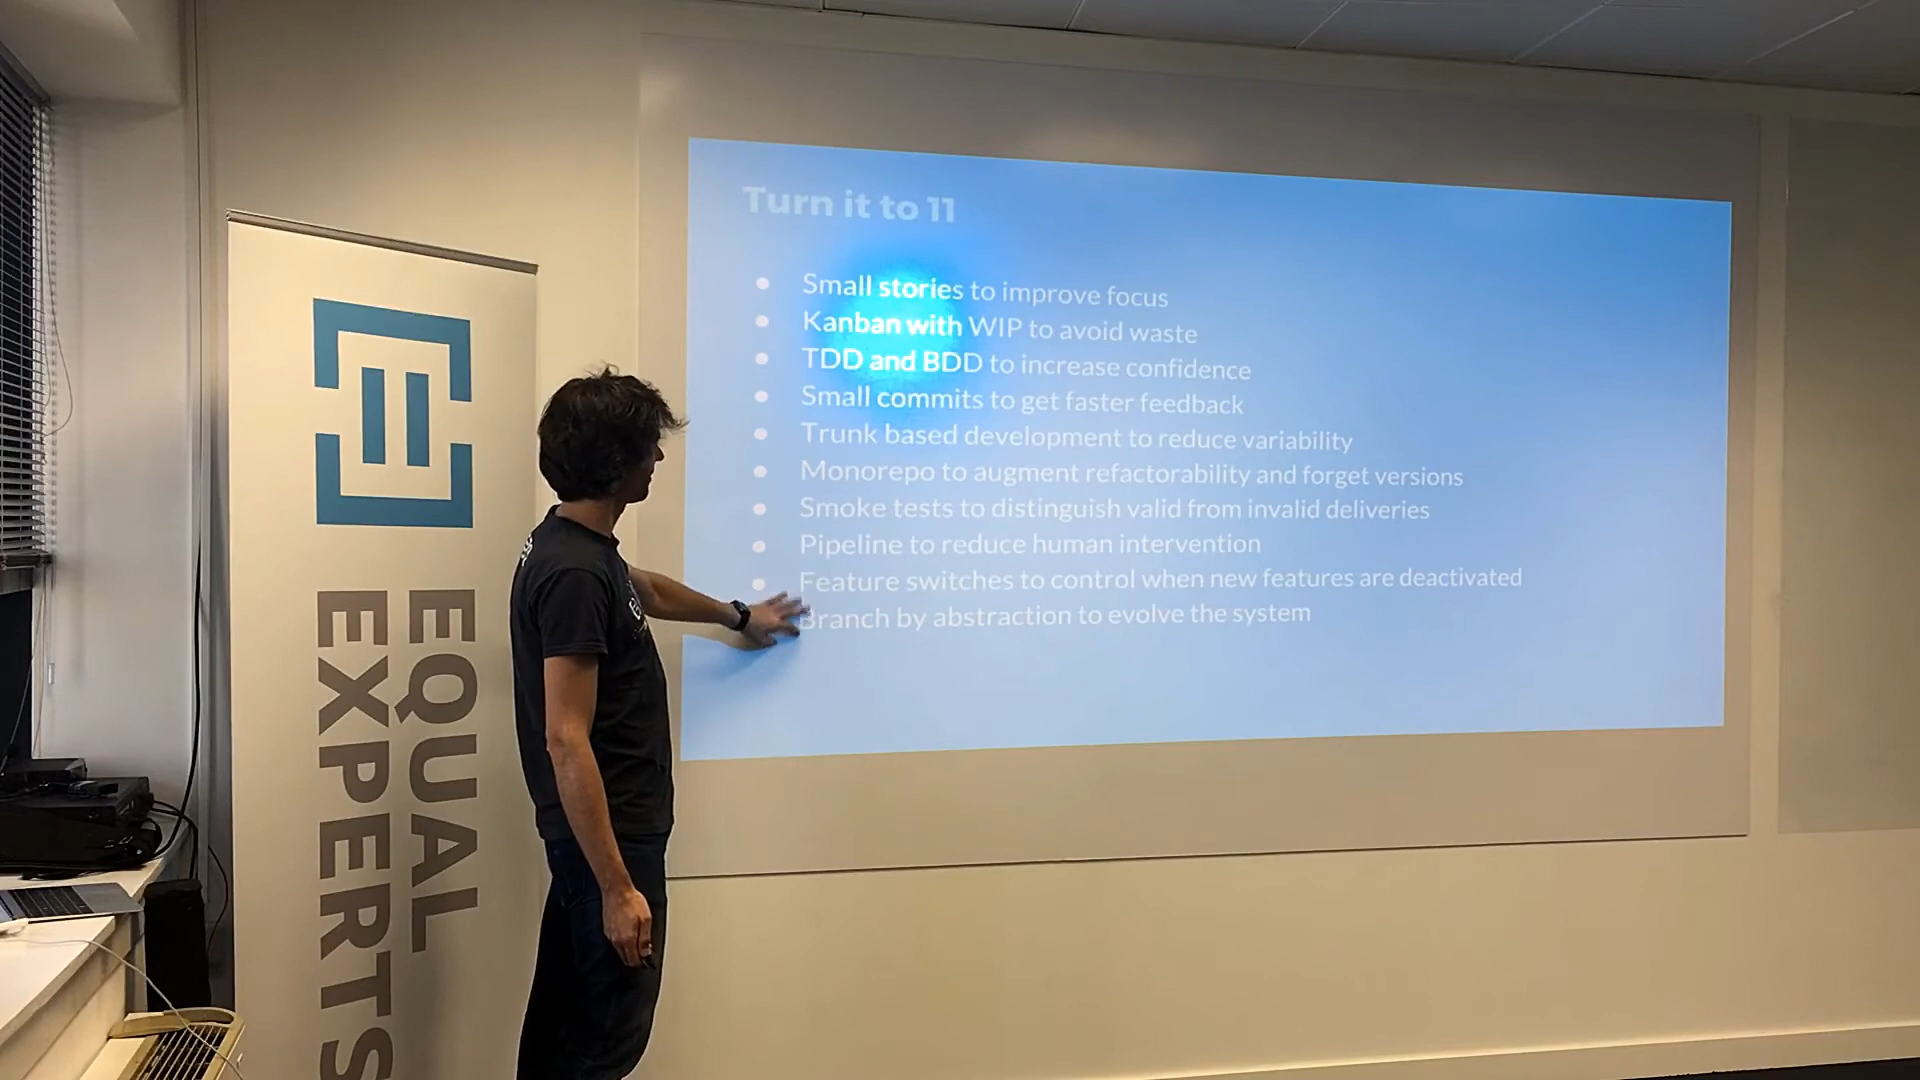 Turn it to 11
Small stories to improve focus
Kanban with WIP to avoid waste
TDD and BDD to increase confidence
Small commits to get faster feedback
Trunk based development to reduce variability
Monorepo to augment refactorability and forget versions
Smoke tests to distinguish valid from invalid deliveries
Pipeline to reduce human intervention
Feature switches to control when new features are deactivated
Branch by abstraction to evolve the system
EQUAL
EXPERTS